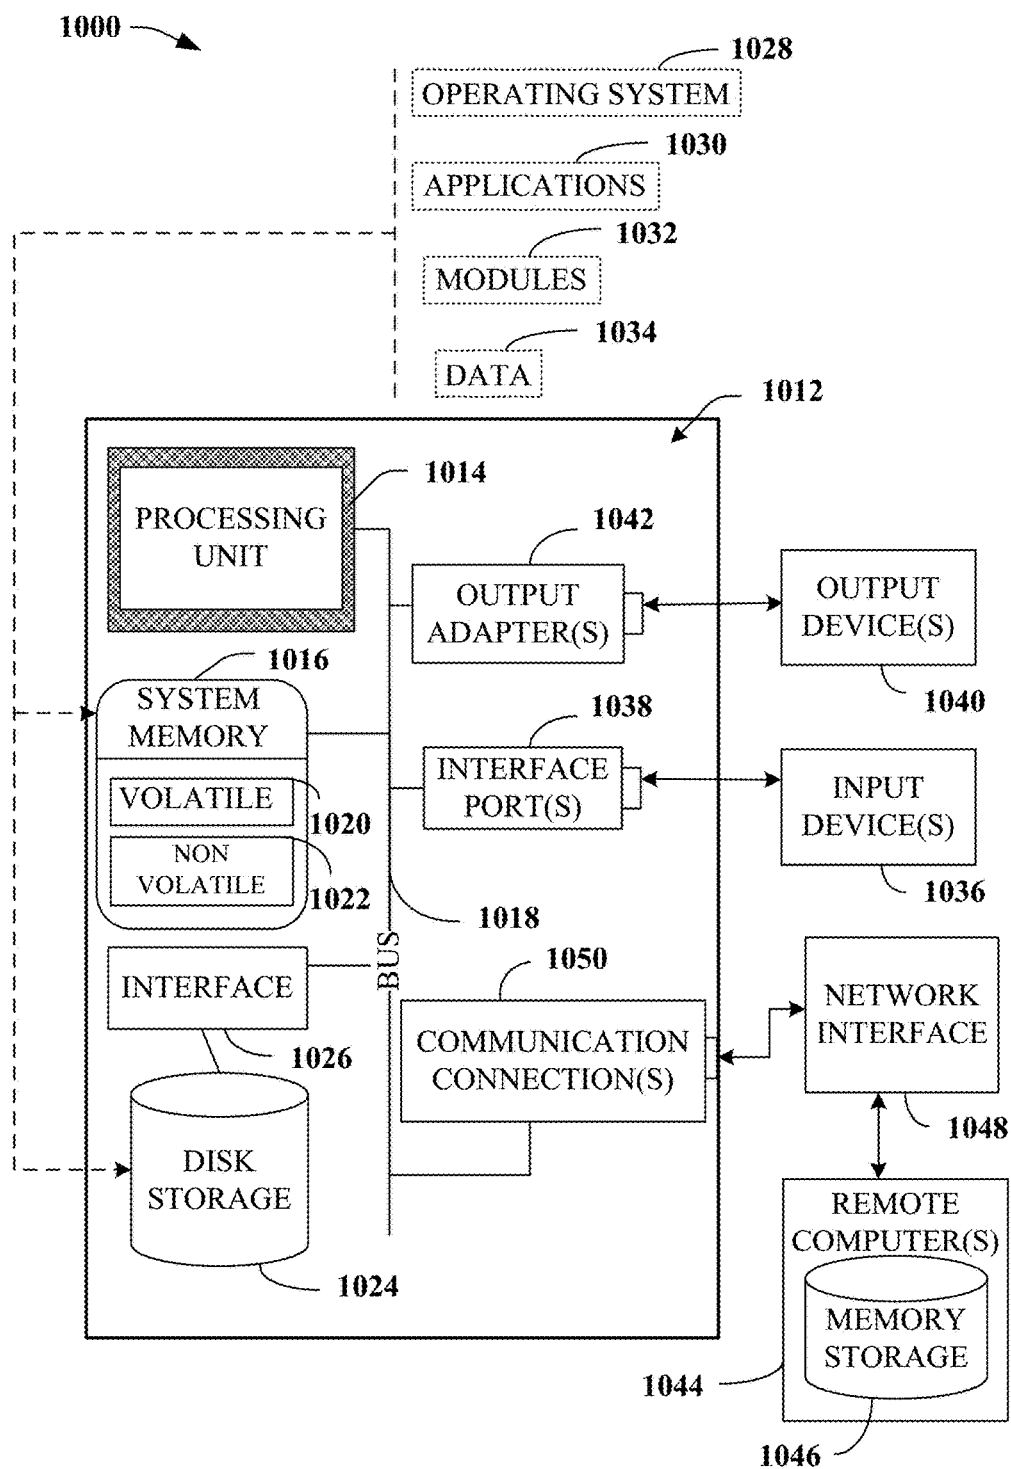 1000
1028
OPERATING SYSTEM
1030
APPLICATIONS
1032
MODULES
1034
DATA
1012
1014
PROCESSING
UNIT
1042
OUTPUT
ADAPTER(S)
OUTPUT
DEVICE(S)
1040
1016
SYSTEM
MEMORY
1038
INTERFACE
PORT(S)
INPUT
DEVICE(S)
1036
VOLATILE
1020
NON
VOLATILE
1022
1018
BUS
1050
INTERFACE
1026
COMMUNICATION
CONNECTION(S)
NETWORK
INTERFACE
1048
DISK
STORAGE
1024
REMOTE
COMPUTER(S)
MEMORY
STORAGE
1044
1046